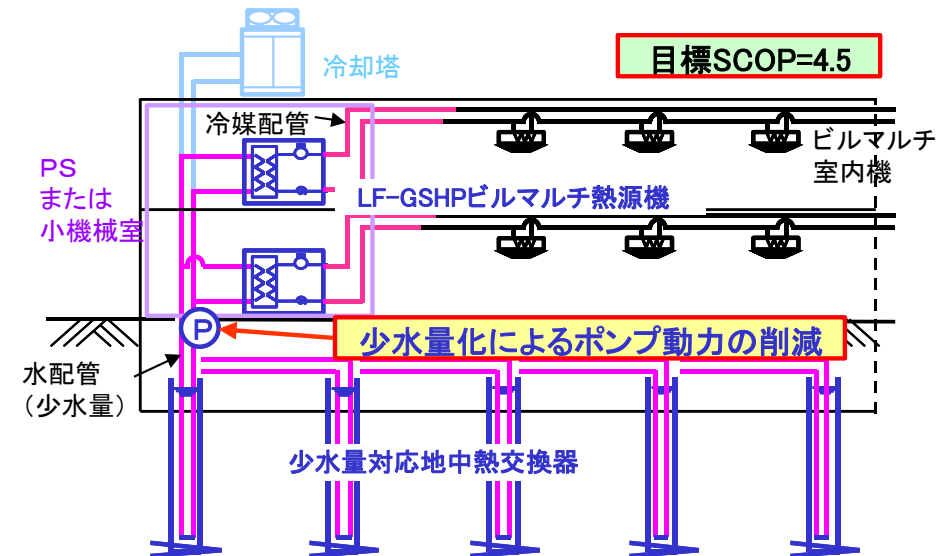 目標SCOP=4.5
冷却塔
冷媒配管
ビルマルチ
室内機
PS
または
小機械室
LF-GSHPビルマルチ熱源機
P
少水量化によるポンプ動力の削減
水配管
（少水量）
少水量対応地中熱交換器